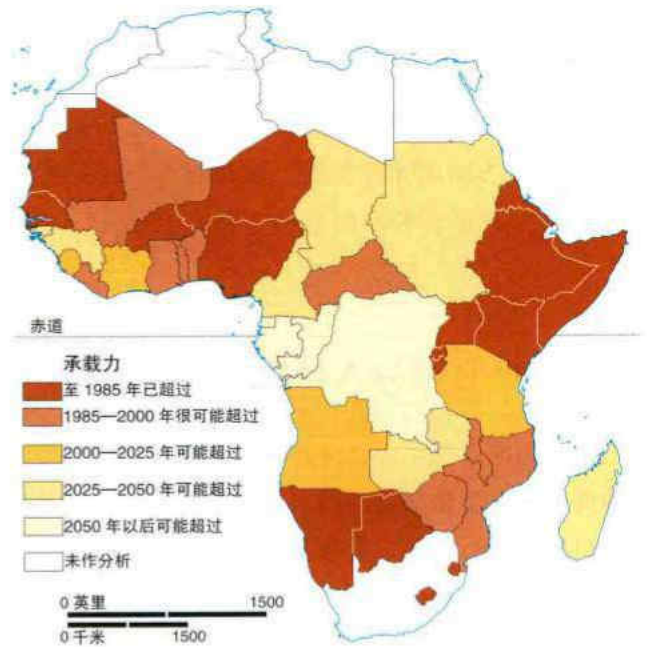 赤道
承载力
至 1985 年已超过
1985—2000 年很可能超过
2000—2025 年可能超过
2025—2050 年可能超过
2050 年以后可能超过
未作分析
0 英里 1500
0 千米 1500